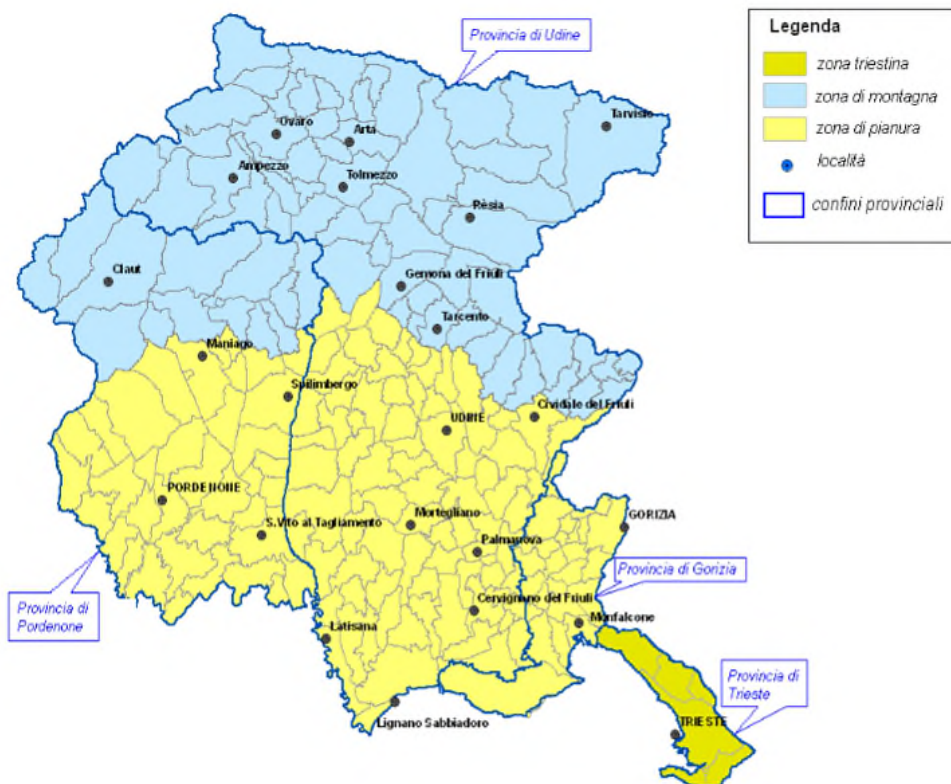 Legenda
zona triestina
zona di montagna
zona di pianura
località
confini provinciali
Provincia di Udine
Tarvisio
Ovaro
Arta
Ampezzo
Tolmezzo
Rèsia
Claut
Gemona del Friuli
Tarcento
Maniago
Spilimbergo
Cividale del Friuli
UDINE
PORDENONE
Mortegliano
GORIZIA
S.Vito al Tagliamento
Palmanova
Provincia di Gorizia
Provincia di
Pordenone
Cervignano del Friuli
Monfalcone
Latisana
Provincia di
Trieste
Lignano Sabbiadoro
TRIESTE